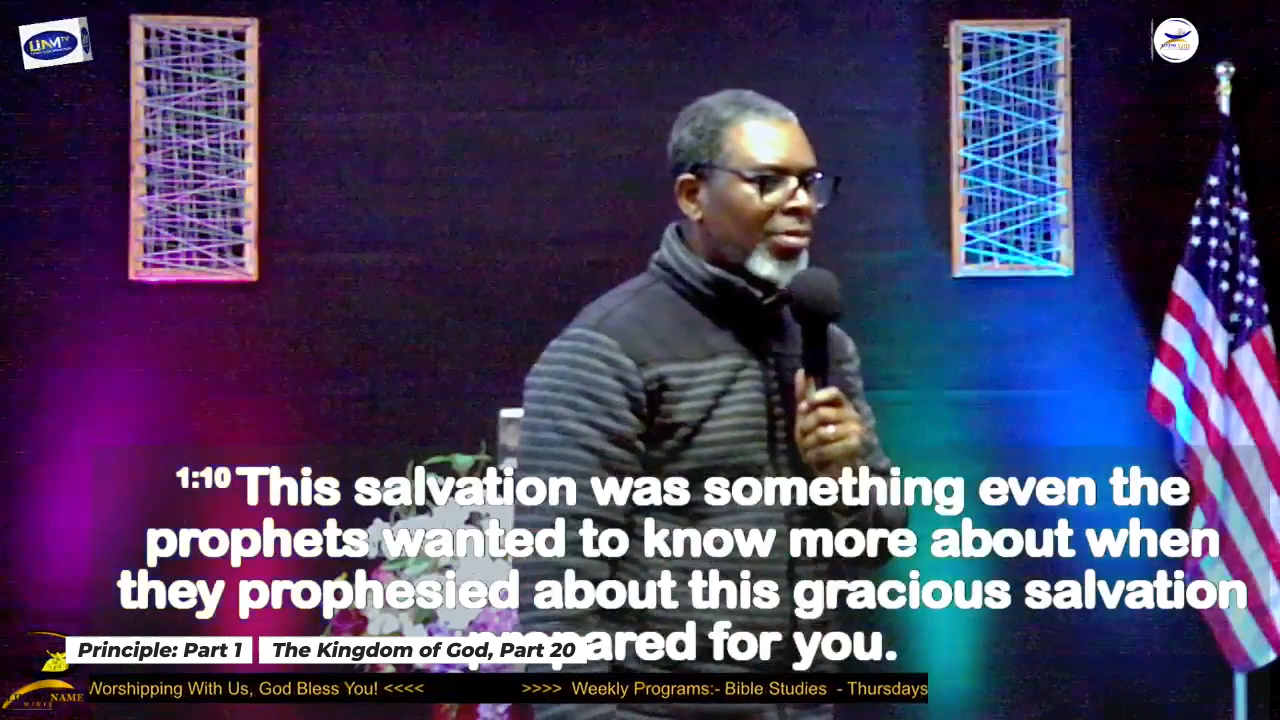 1:10 This salvation was something even the
prophets wanted to know more about when
they prophesied about this gracious salvation
prepared for you.
Principle: Part 1
The Kingdom of God, Part 20
NAME
Worshipping With Us, God Bless You! <<<< >>>> Weekly Programs:- Bible Studies - Thursdays